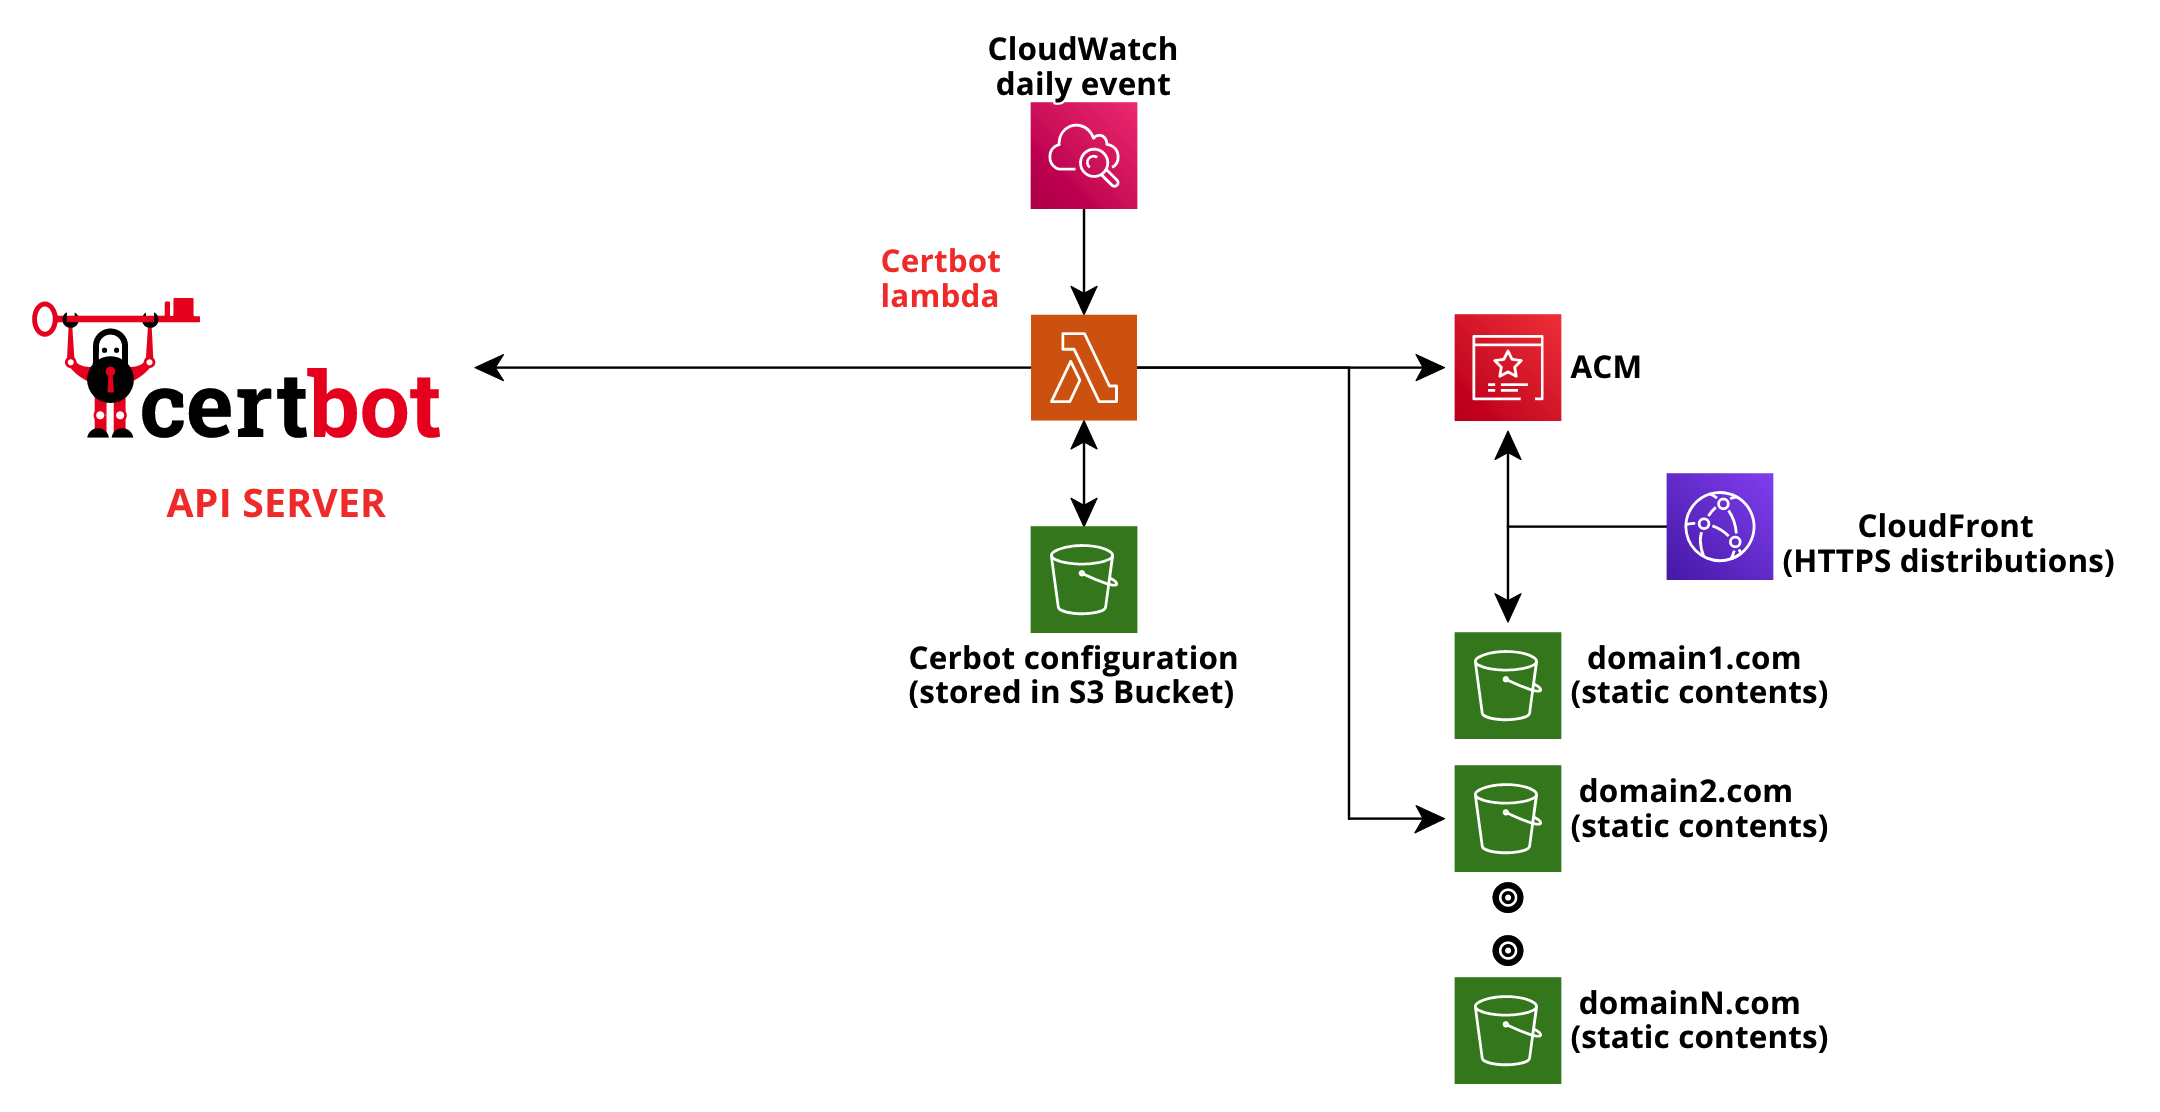 CloudWatch
daily event
Certbot
lambda
certbot
API SERVER
ACM
CloudFront
(HTTPS distributions)
Cerbot configuration
(stored in S3 Bucket)
domain1.com
(static contents)
domain2.com
(static contents)
domainN.com
(static contents)